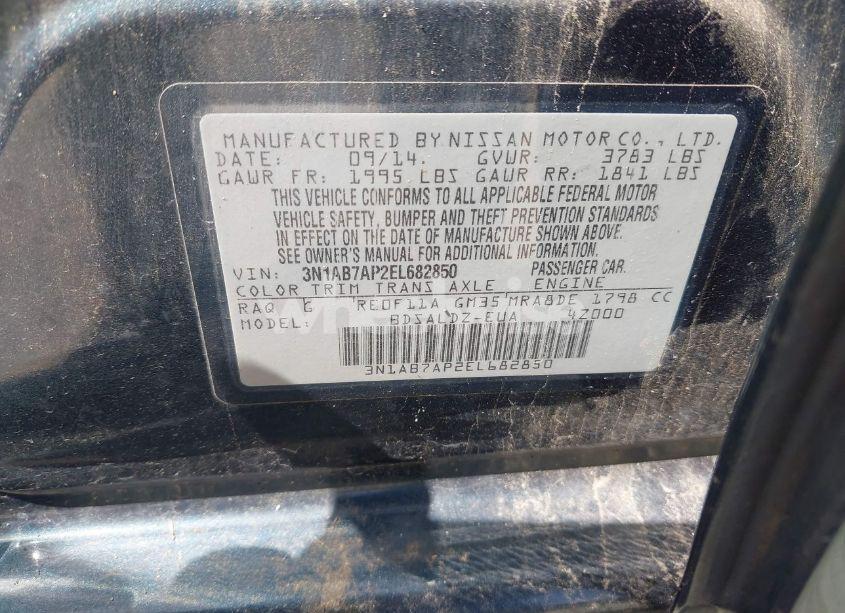 MANUFACTURED BY NISSAN MOTOR CO., LTD.
DATE: 09/14. GVWR: 3783 LBS
GAWR FR: 1995 LBS GAWR RR: 1841 LBS
THIS VEHICLE CONFORMS TO ALL APPLICABLE FEDERAL MOTOR
VEHICLE SAFETY, BUMPER AND THEFT PREVENTION STANDARDS
IN EFFECT ON THE DATE OF MANUFACTURE SHOWN ABOVE.
SEE OWNER'S MANUAL FOR ADDITIONAL INFORMATION.
VIN: 3N1AB7AP2EL682850 PASSENGER CAR.
COLOR TRIM TRANS AXLE ENGINE
RAQ G RE0F11A GM35 MRA8DE 1798 CC
MODEL: BDSALDZ-EUA 4Z000
3N1AB7AP2EL682850